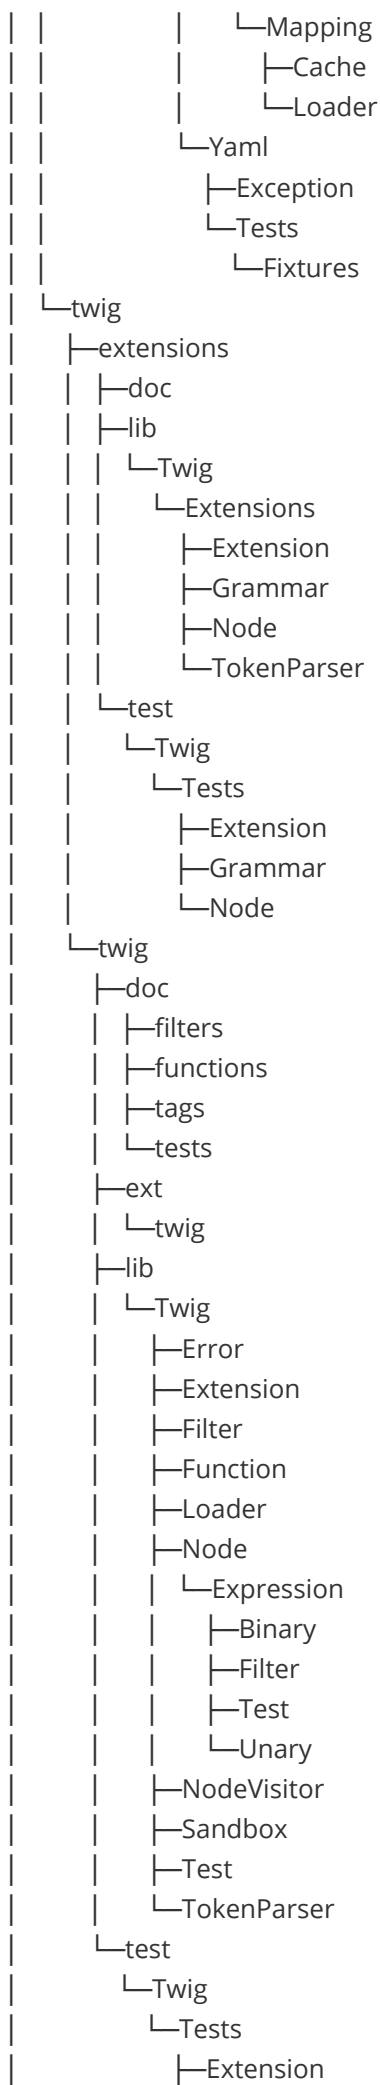 │ │ │ └─Mapping
│ │ │ ├─Cache
│ │ │ └─Loader
│ │ └─Yaml
│ │ ├─Exception
│ │ └─Tests
│ │ └─Fixtures
│ └─twig
│ ├─extensions
│ │ ├─doc
│ │ ├─lib
│ │ │ └─Twig
│ │ │ └─Extensions
│ │ │ ├─Extension
│ │ │ ├─Grammar
│ │ │ ├─Node
│ │ │ └─TokenParser
│ │ └─test
│ │ └─Twig
│ │ └─Tests
│ │ ├─Extension
│ │ ├─Grammar
│ │ └─Node
│ └─twig
│ ├─doc
│ │ ├─filters
│ │ ├─functions
│ │ ├─tags
│ │ └─tests
│ ├─ext
│ │ └─twig
│ ├─lib
│ │ └─Twig
│ │ ├─Error
│ │ ├─Extension
│ │ ├─Filter
│ │ ├─Function
│ │ ├─Loader
│ │ ├─Node
│ │ │ └─Expression
│ │ │ ├─Binary
│ │ │ ├─Filter
│ │ │ ├─Test
│ │ │ └─Unary
│ │ ├─NodeVisitor
│ │ ├─Sandbox
│ │ ├─Test
│ │ └─TokenParser
│ └─test
│ └─Twig
│ └─Tests
│ ├─Extension